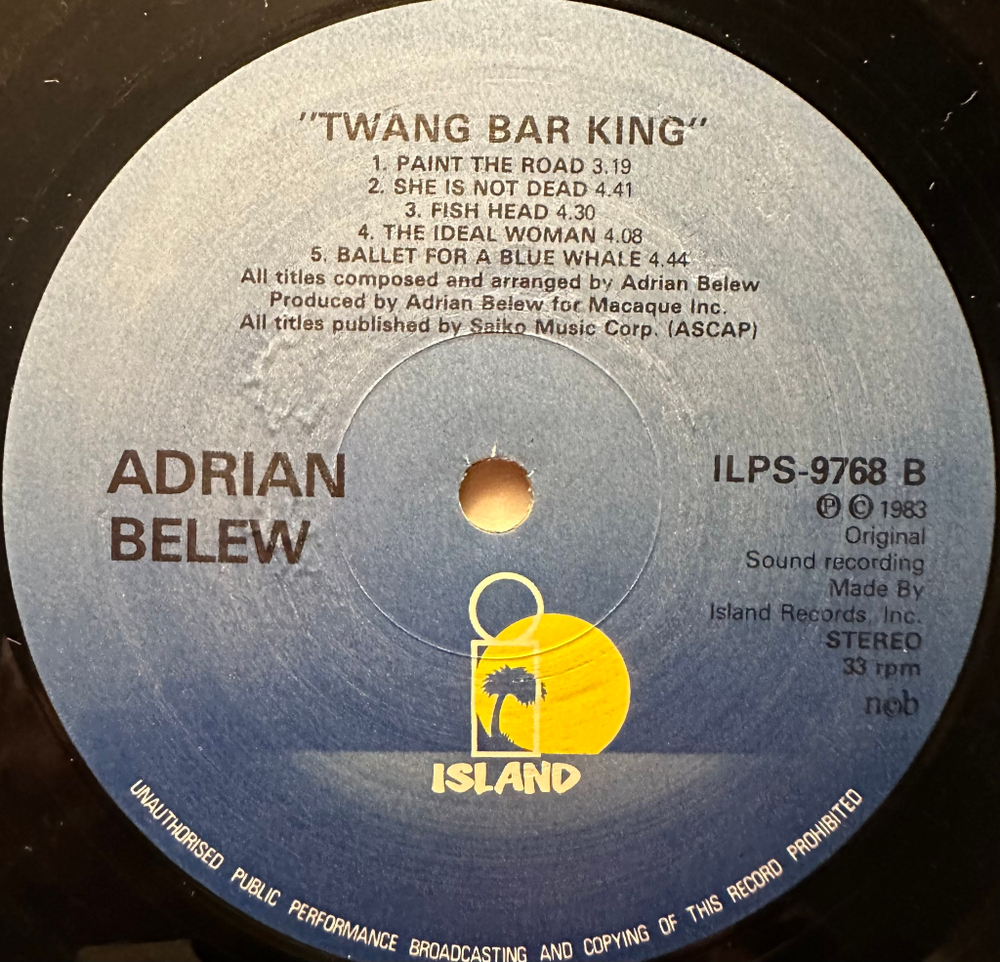 "TWANG BAR KING"
1. PAINT THE ROAD 3.19
2. SHE IS NOT DEAD 4.41
3. FISH HEAD 4.30
4. THE IDEAL WOMAN 4.08
5. BALLET FOR A BLUE WHALE 4.44
All titles composed and arranged by Adrian Belew
Produced by Adrian Belew for Macaque Inc.
All titles published by Saiko Music Corp. (ASCAP)
ADRIAN
BELEW
ILPS-9768 B
℗ © 1983
Original
Sound recording
Made By
Island Records, Inc.
STEREO
33 rpm
ncb
ISLAND
UNAUTHORISED PUBLIC PERFORMANCE BROADCASTING AND COPYING OF THIS RECORD PROHIBITED